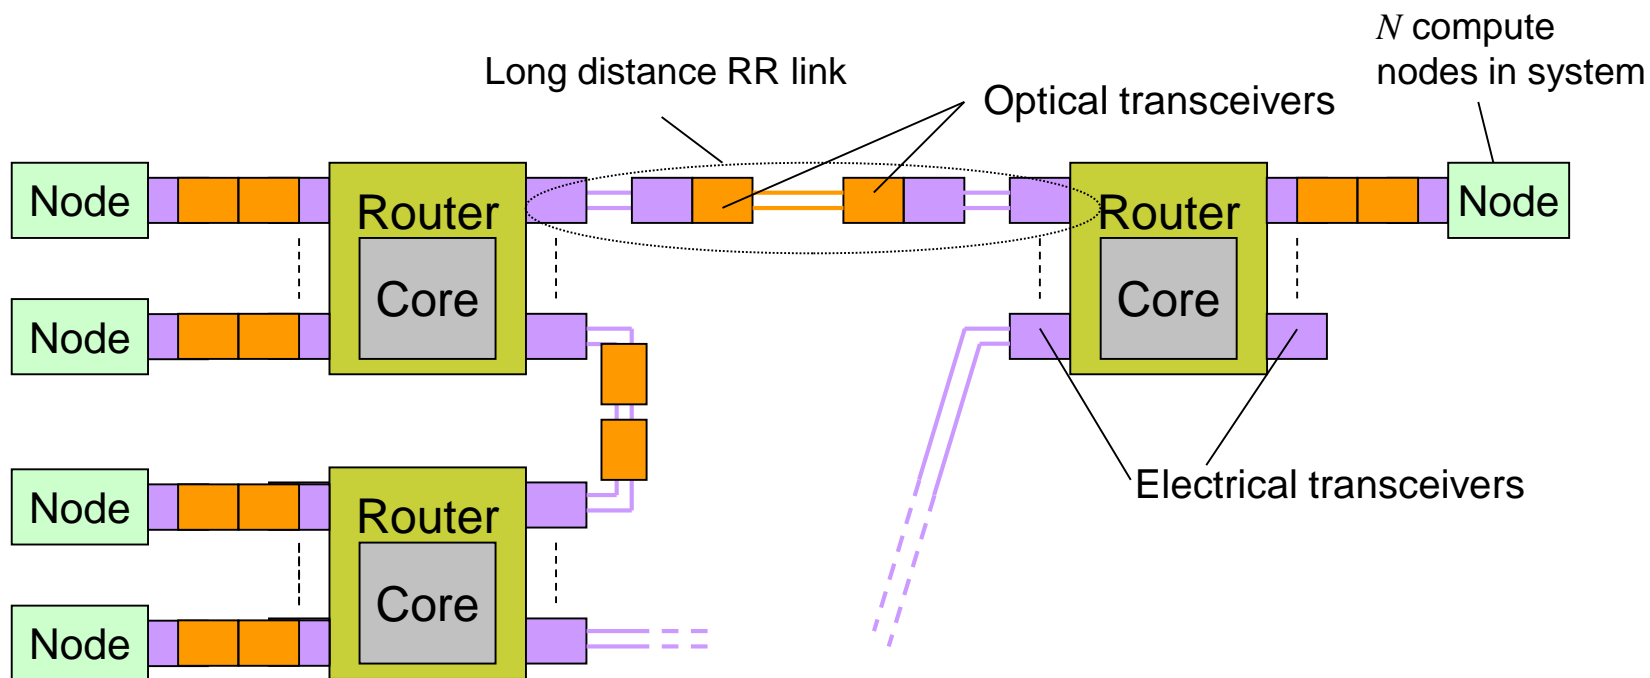 N compute
nodes in system
Long distance RR link
Optical transceivers
Node
Router
Core
Router
Core
Node
Node
Node
Router
Core
Electrical transceivers
Node